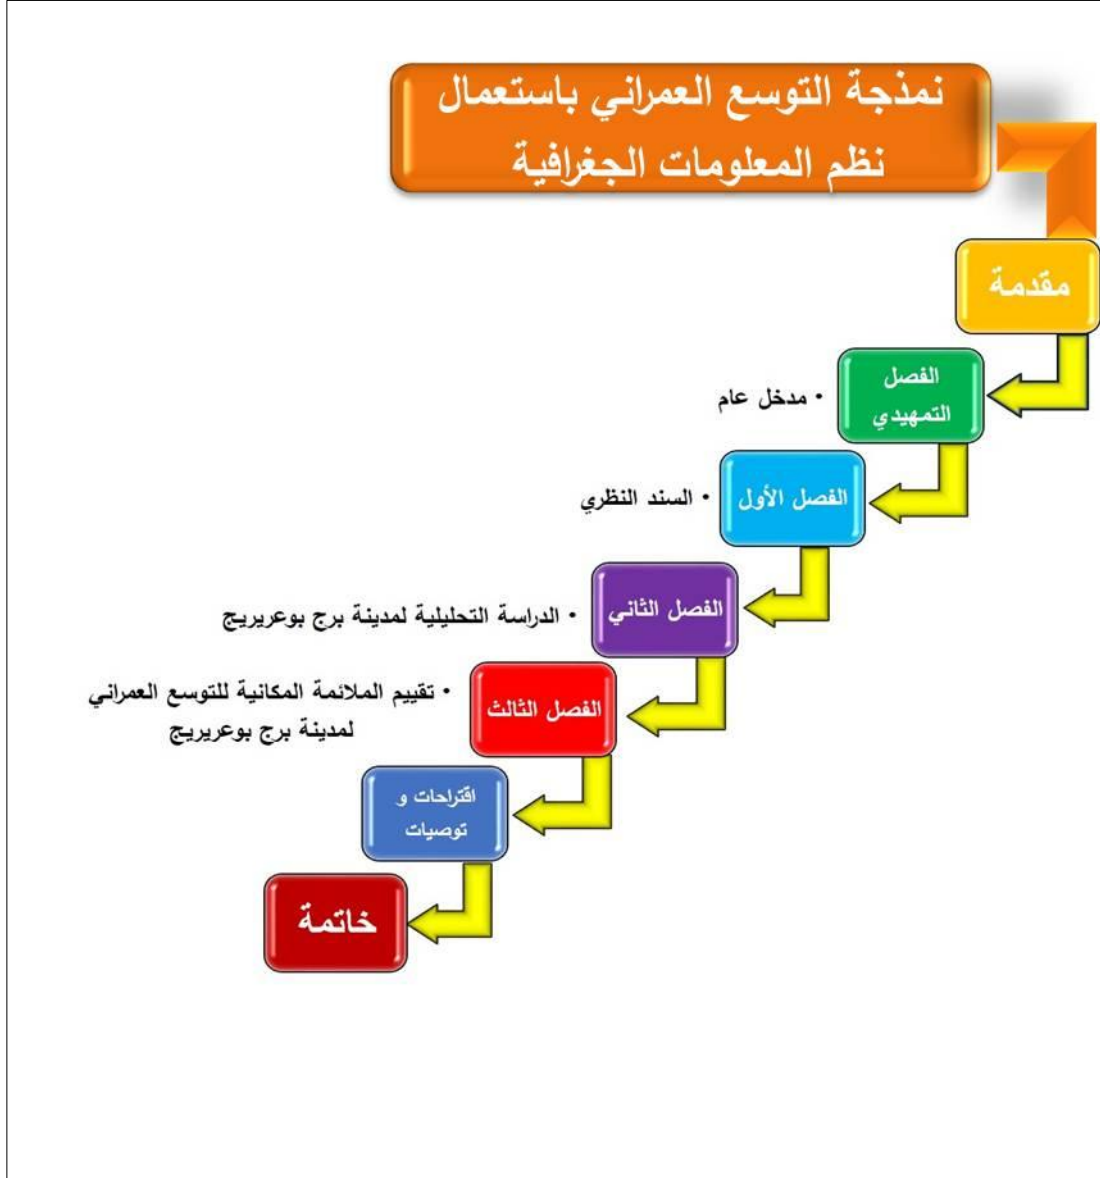 نمذجة التوسع العمراني باستعمال
نظم المعلومات الجغرافية
مقدمة
الفصل
التمهيدي
• مدخل عام
الفصل الأول
• السند النظري
الفصل الثاني
• الدراسة التحليلية لمدينة برج بوعريريج
الفصل الثالث
• تقييم الملائمة المكانية للتوسع العمراني
لمدينة برج بوعريريج
اقتراحات و
توصيات
خاتمة